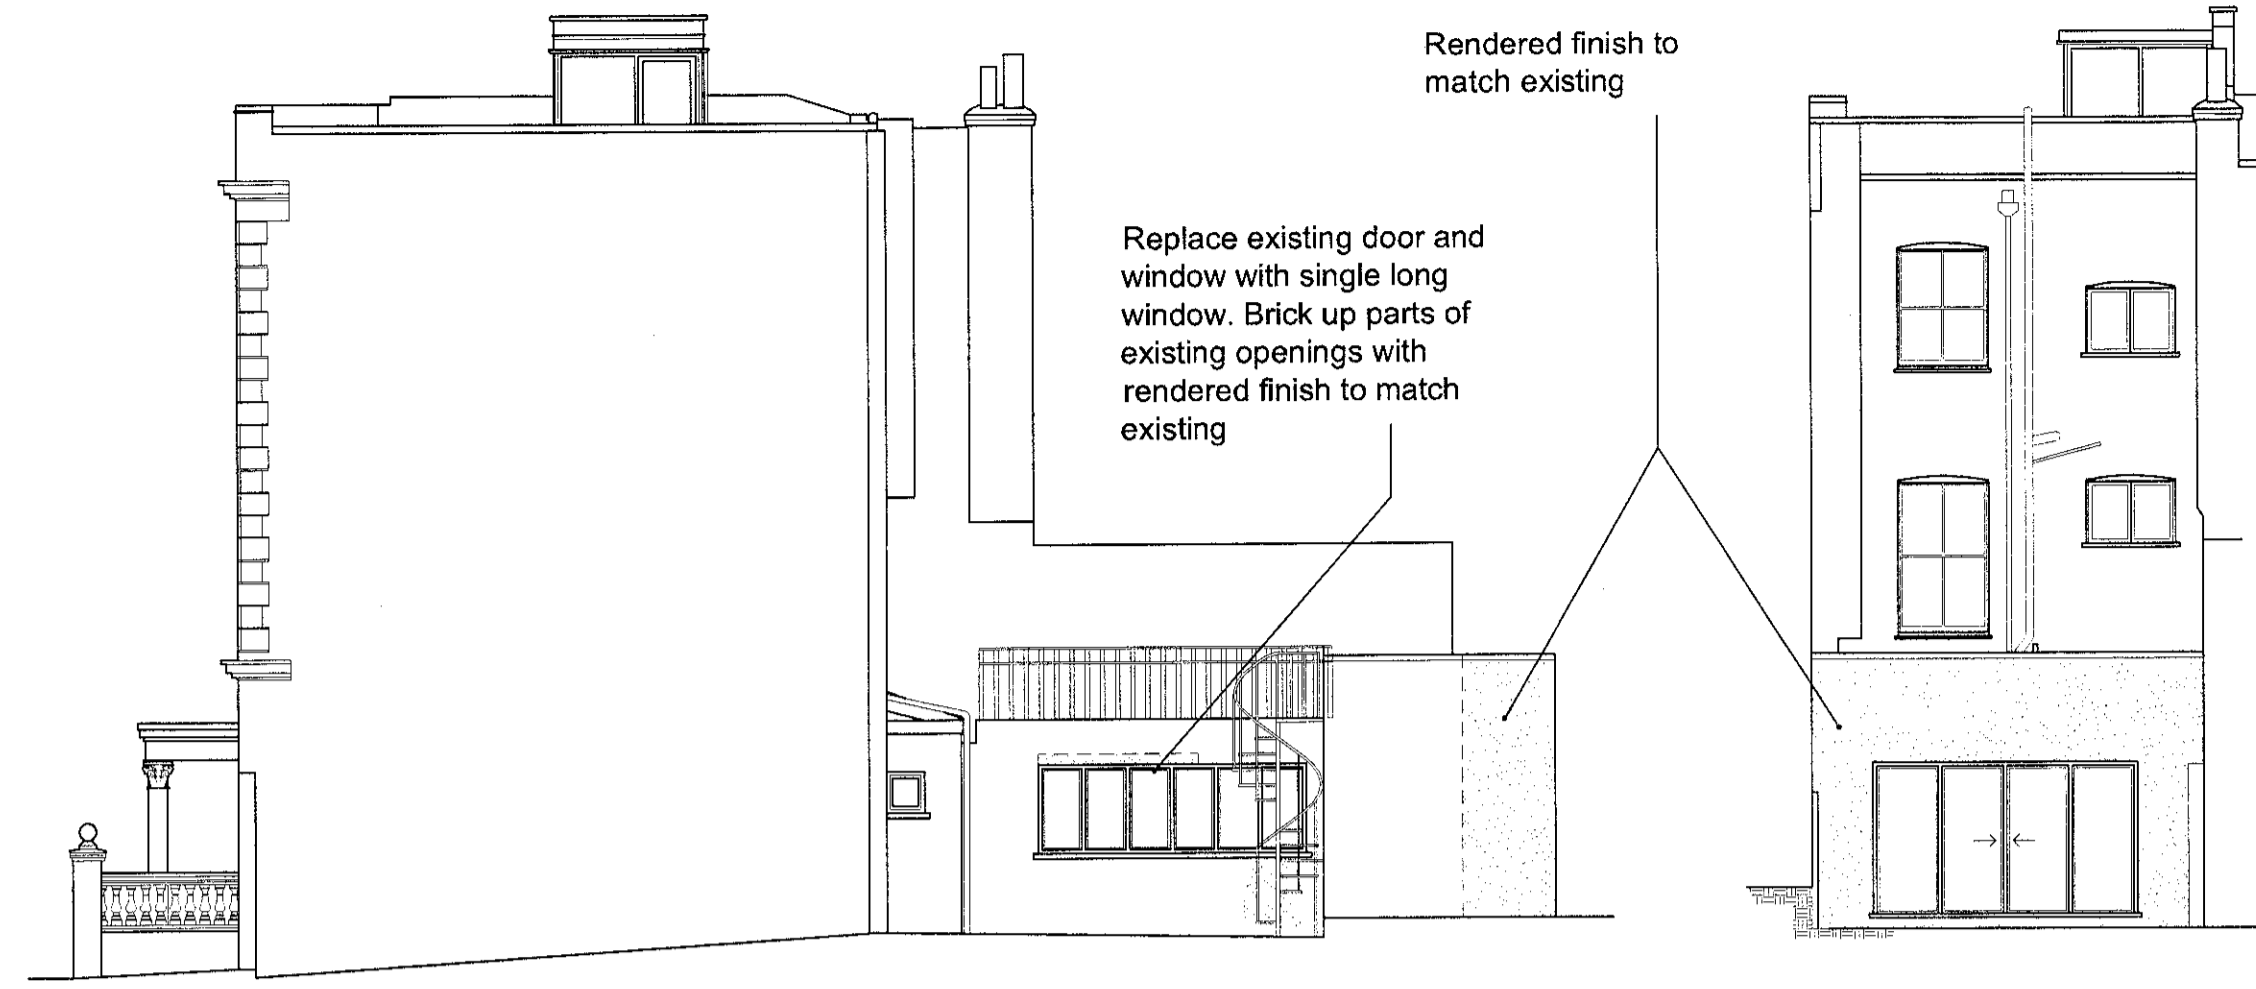 Rendered finish to
match existing
Replace existing door and
window with single long
window. Brick up parts of
existing openings with
rendered finish to match
existing